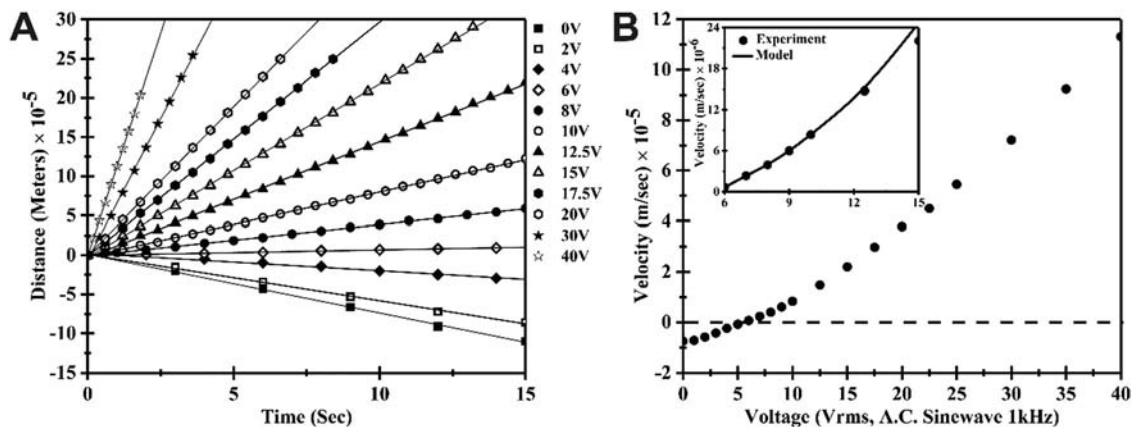 A
Distance (Meters) × 10⁻⁵
30
25
20
15
10
5
0
-5
-10
-15
0
5
10
15
Time (Sec)
0V
2V
4V
6V
8V
10V
12.5V
15V
17.5V
20V
30V
40V
B
Velocity (m/sec) × 10⁻⁵
12
10
8
6
4
2
0
-2
0
5
10
15
20
25
30
35
40
Voltage (Vrms, A.C. Sinewave 1kHz)
Velocity (m/sec) × 10⁻⁶
24
18
12
6
0
6
9
12
15
Experiment
Model